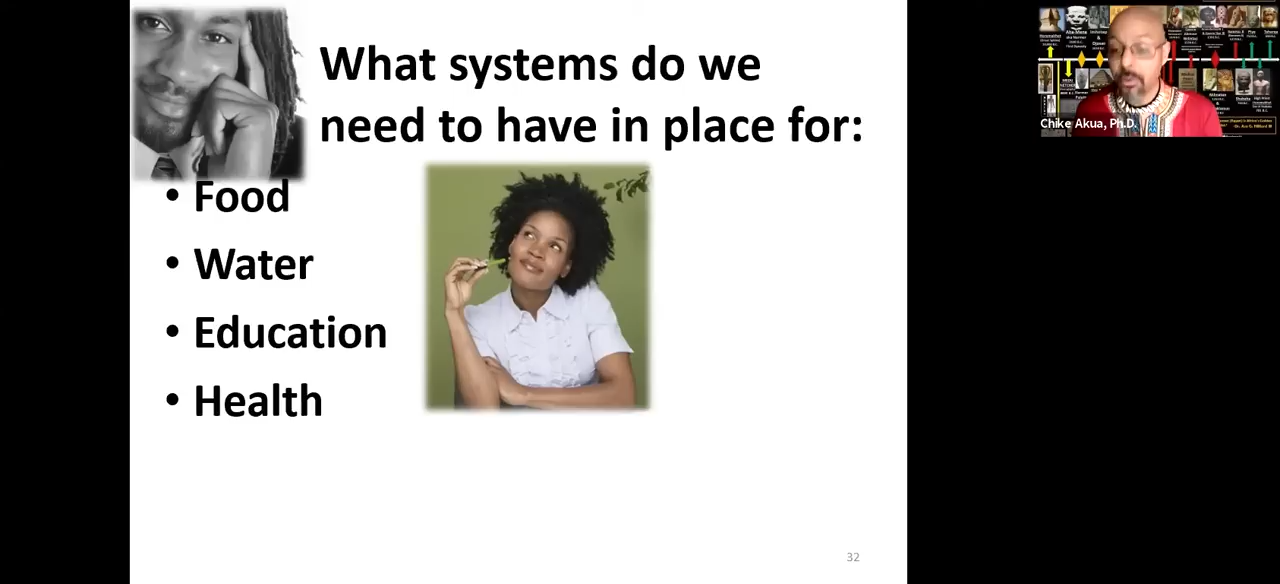 What systems do we
need to have in place for:
• Food
• Water
• Education
• Health
32
Chike Akua, Ph.D.